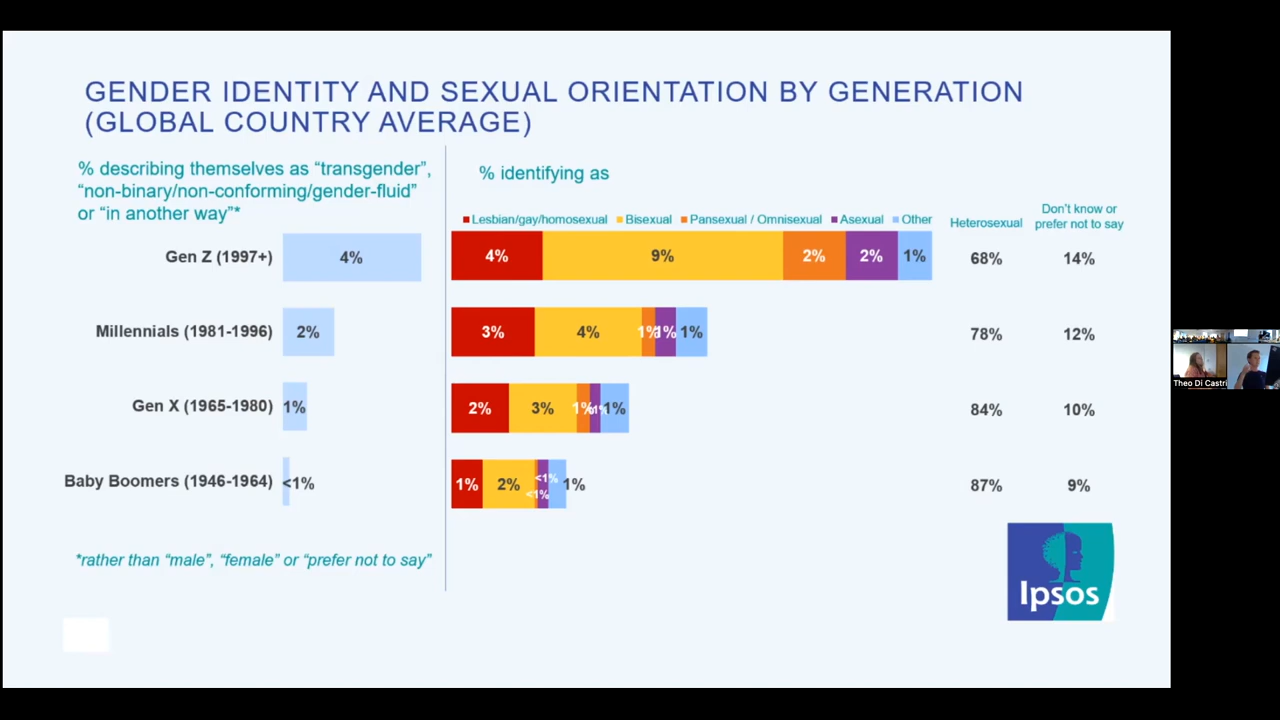 GENDER IDENTITY AND SEXUAL ORIENTATION BY GENERATION
(GLOBAL COUNTRY AVERAGE)
% describing themselves as “transgender”,
“non-binary/non-conforming/gender-fluid”
or “in another way”*
% identifying as
Lesbian/gay/homosexual Bisexual Pansexual / Omnisexual Asexual Other
Heterosexual
Don't know or
prefer not to say
Gen Z (1997+) 4% 4% 9% 2% 2% 1% 68% 14%
Millennials (1981-1996) 2% 3% 4% 1% 1% 1% 78% 12%
Gen X (1965-1980) 1% 2% 3% 1% 1% 1% 84% 10%
Baby Boomers (1946-1964) <1% 1% 2% <1% <1% 1% 87% 9%
*rather than “male”, “female” or “prefer not to say”
Ipsos
Theo Di Castri